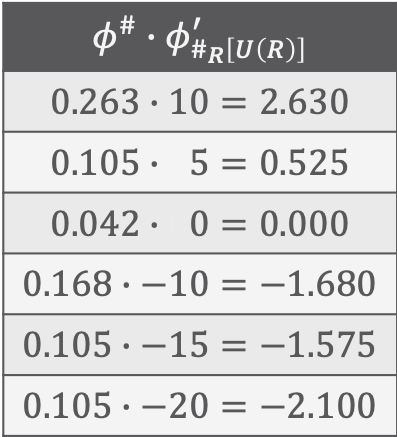 ϕ^# · ϕ′_{#_R[U(R)]}
0.263 · 10 = 2.630
0.105 · 5 = 0.525
0.042 · 0 = 0.000
0.168 · −10 = −1.680
0.105 · −15 = −1.575
0.105 · −20 = −2.100